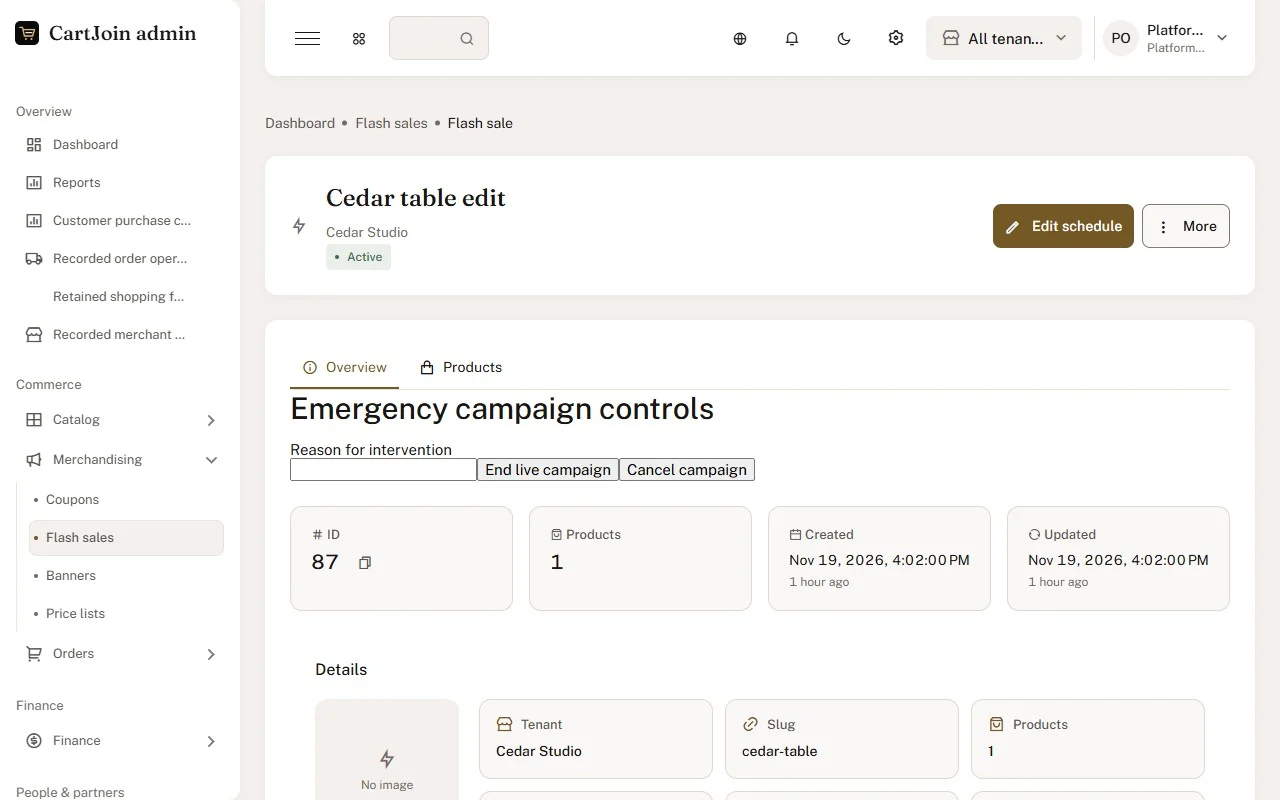 CartJoin admin
All tenan...
PO
Platfor...
Platform...
Overview
Dashboard
Reports
Customer purchase c...
Recorded order oper...
Retained shopping f...
Recorded merchant ...
Commerce
Catalog
Merchandising
Coupons
Flash sales
Banners
Price lists
Orders
Finance
Finance
People & partners
Dashboard • Flash sales • Flash sale
Cedar table edit
Cedar Studio
• Active
Edit schedule
More
Overview
Products
Emergency campaign controls
Reason for intervention
End live campaign
Cancel campaign
# ID
87
Products
1
Created
Nov 19, 2026, 4:02:00 PM
1 hour ago
Updated
Nov 19, 2026, 4:02:00 PM
1 hour ago
Details
No image
Tenant
Cedar Studio
Slug
cedar-table
Products
1